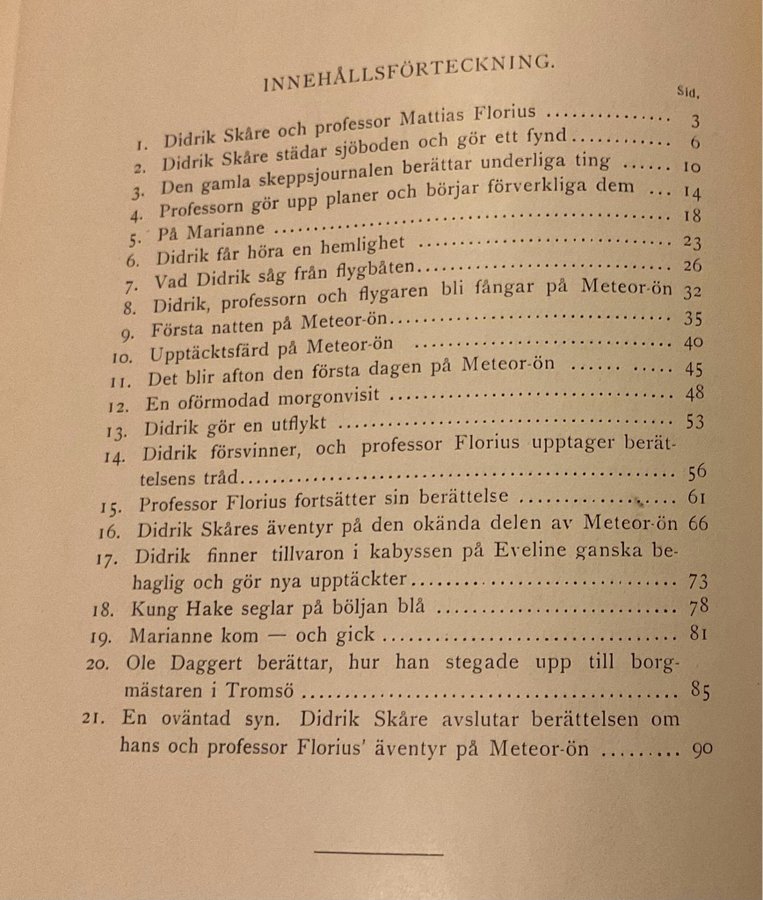 INNEHÅLLSFÖRTECKNING.
Sid.
1. Didrik Skåre och professor Mattias Florius ............... 3
2. Didrik Skåre städar sjöboden och gör ett fynd ............ 6
3. Den gamla skeppsjournalen berättar underliga ting ...... 10
4. Professorn gör upp planer och börjar förverkliga dem ... 14
5. På Marianne ................................................ 18
6. Didrik får höra en hemlighet .............................. 23
7. Vad Didrik såg från flygbåten .............................. 26
8. Didrik, professorn och flygaren bli fångar på Meteor-ön 32
9. Första natten på Meteor-ön .................................. 35
10. Upptäcktsfärd på Meteor-ön ................................ 40
11. Det blir afton den första dagen på Meteor-ön ...... ...... 45
12. En oförmodad morgonvisit .................................. 48
13. Didrik gör en utflykt ........................................ 53
14. Didrik försvinner, och professor Florius upptager berät-
telsens tråd .................................................. 56
15. Professor Florius fortsätter sin berättelse .................. 61
16. Didrik Skåres äventyr på den okända delen av Meteor-ön 66
17. Didrik finner tillvaron i kabyssen på Eveline ganska be-
haglig och gör nya upptäckter .............................. 73
18. Kung Hake seglar på böljan blå ............................ 78
19. Marianne kom — och gick .................................. 81
20. Ole Daggert berättar, hur han stegade upp till borg-
mästaren i Tromsö .......................................... 85
21. En oväntad syn. Didrik Skåre avslutar berättelsen om
hans och professor Florius' äventyr på Meteor-ön ......... 90